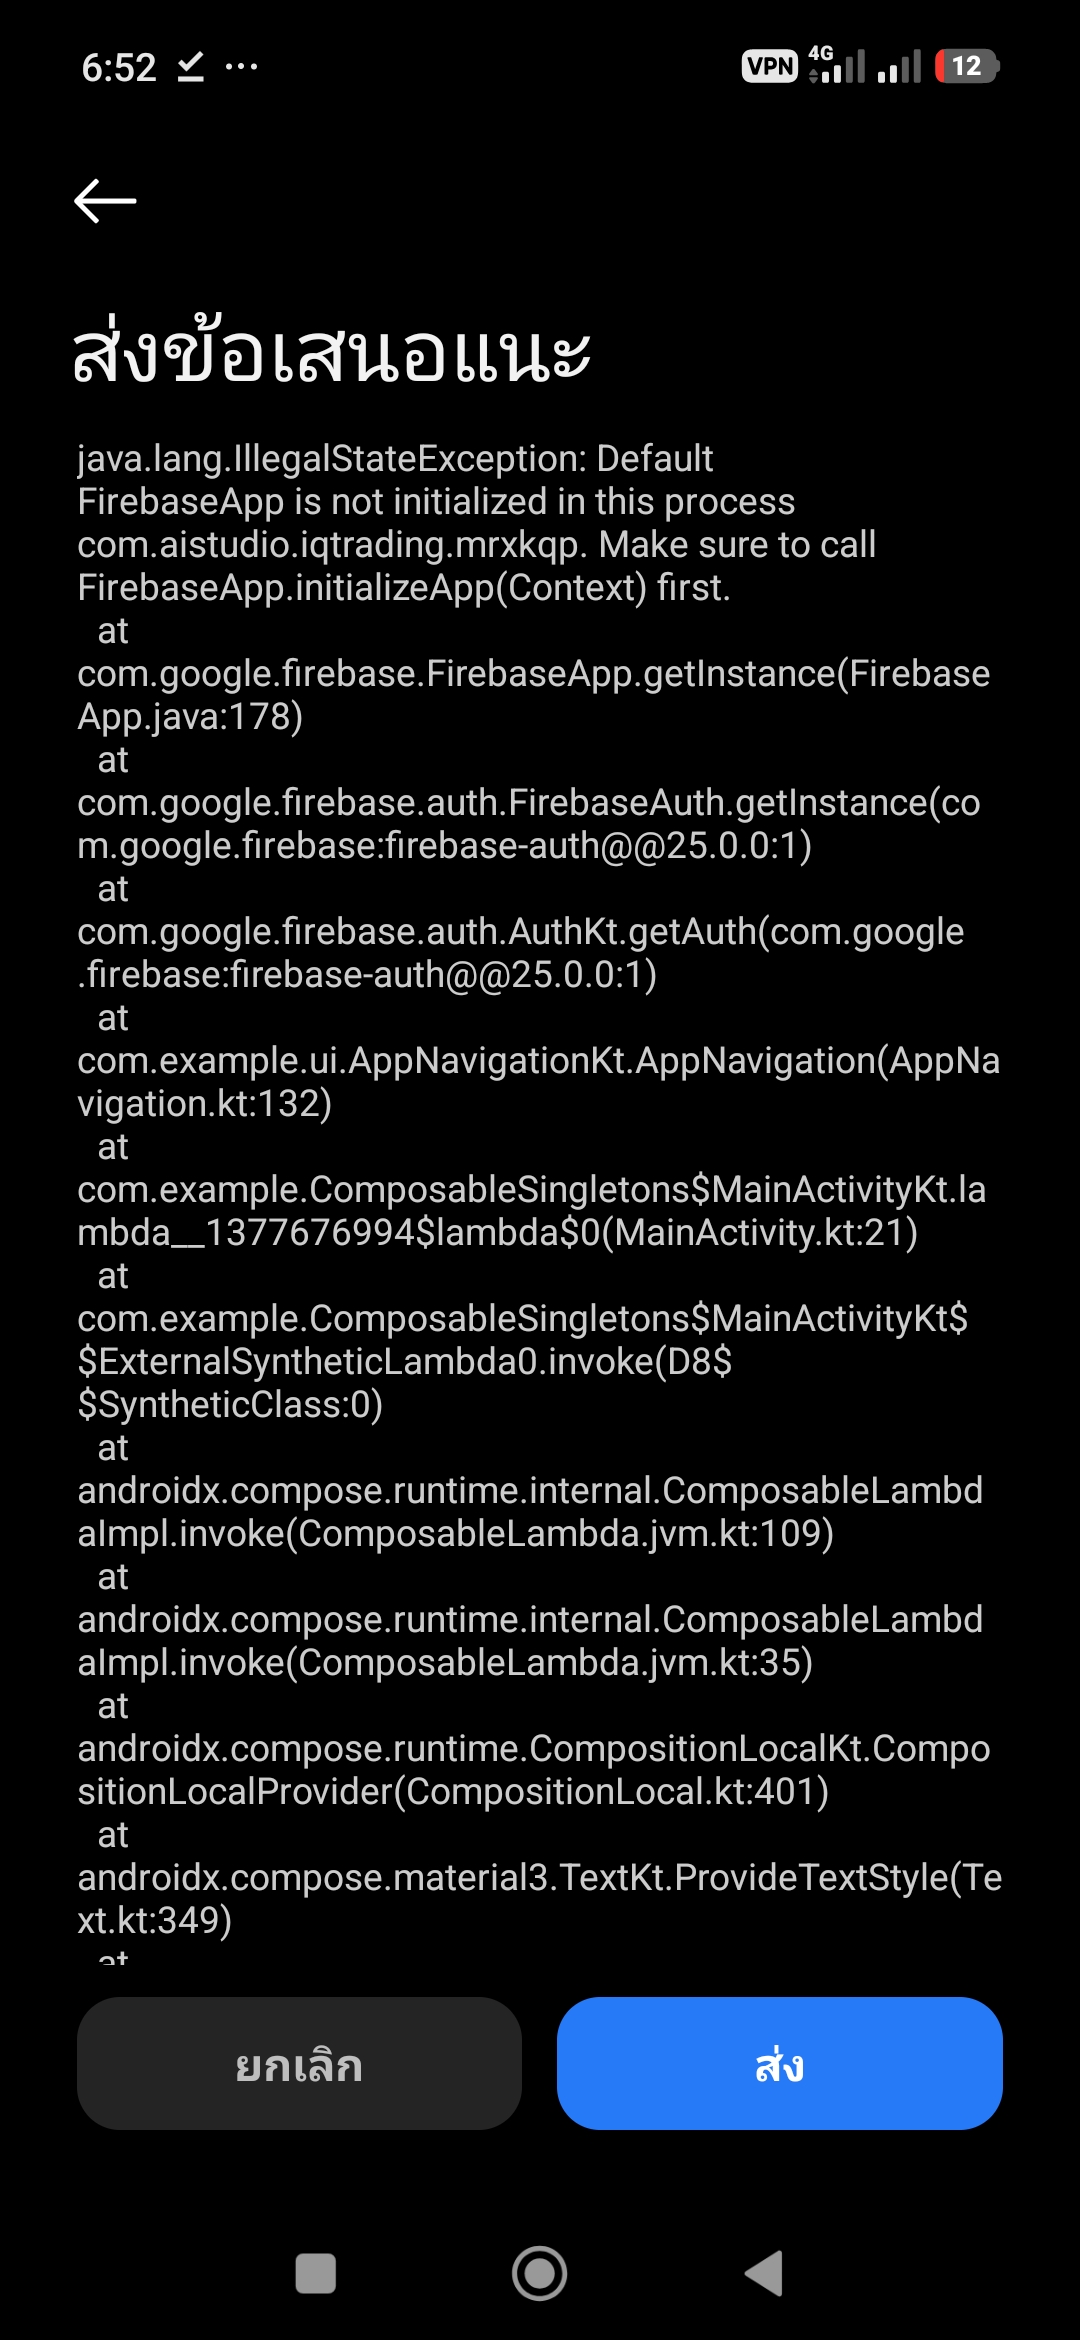 6:52 ...
VPN 4G 12
ส่งข้อเสนอแนะ
java.lang.IllegalStateException: Default
FirebaseApp is not initialized in this process
com.aistudio.iqtrading.mrxkqp. Make sure to call
FirebaseApp.initializeApp(Context) first.
at
com.google.firebase.FirebaseApp.getInstance(Firebase
App.java:178)
at
com.google.firebase.auth.FirebaseAuth.getInstance(co
m.google.firebase:firebase-auth@@25.0.0:1)
at
com.google.firebase.auth.AuthKt.getAuth(com.google
.firebase:firebase-auth@@25.0.0:1)
at
com.example.ui.AppNavigationKt.AppNavigation(AppNa
vigation.kt:132)
at
com.example.ComposableSingletons$MainActivityKt.la
mbda__1377676994$lambda$0(MainActivity.kt:21)
at
com.example.ComposableSingletons$MainActivityKt$
$ExternalSyntheticLambda0.invoke(D8$
$SyntheticClass:0)
at
androidx.compose.runtime.internal.ComposableLambd
aImpl.invoke(ComposableLambda.jvm.kt:109)
at
androidx.compose.runtime.internal.ComposableLambd
aImpl.invoke(ComposableLambda.jvm.kt:35)
at
androidx.compose.runtime.CompositionLocalKt.Compo
sitionLocalProvider(CompositionLocal.kt:401)
at
androidx.compose.material3.TextKt.ProvideTextStyle(Te
xt.kt:349)
at
ยกเลิก
ส่ง